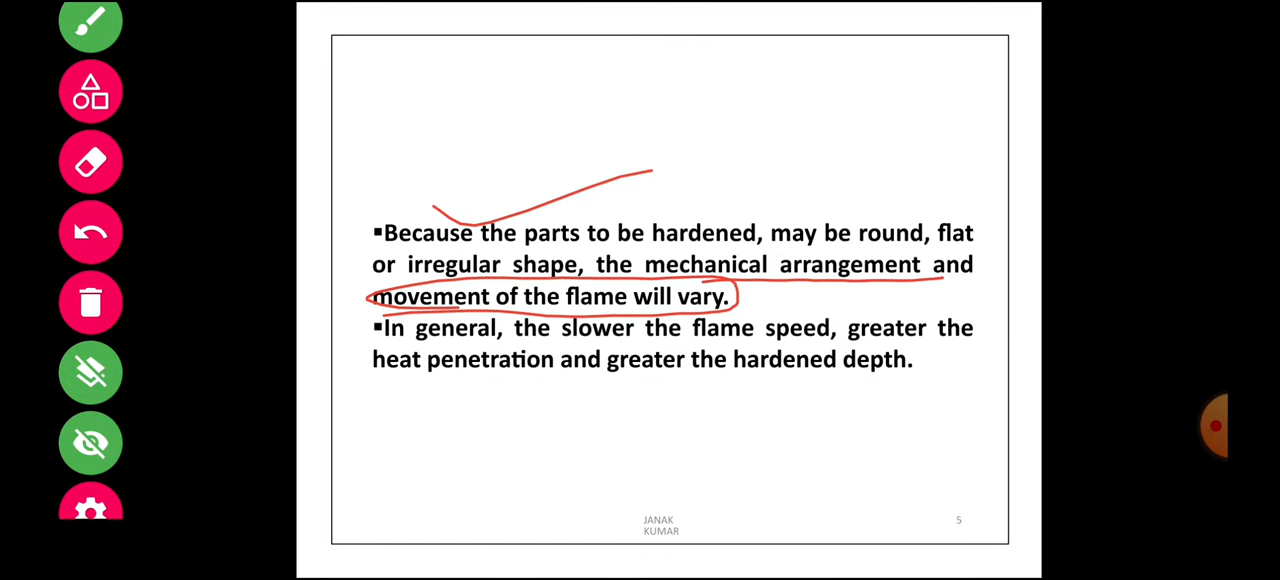 ▪Because the parts to be hardened, may be round, flat
or irregular shape, the mechanical arrangement and
movement of the flame will vary.
▪In general, the slower the flame speed, greater the
heat penetration and greater the hardened depth.
JANAK
KUMAR
5